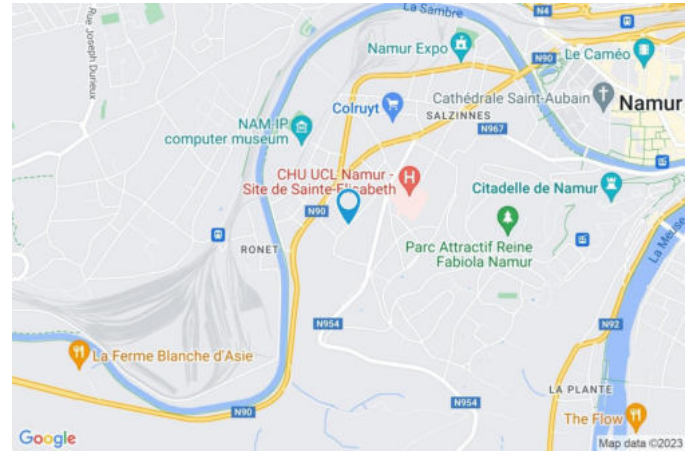 La Sambre
N4
Rue Joseph Durieux
Namur Expo
N90
Le Caméo
Colruyt
Cathédrale Saint-Aubain
Namur
SALZINNES
NAM-IP
computer museum
N967
CHU UCL Namur -
Site de Sainte-Elisabeth
Citadelle de Namur
N90
Parc Attractif Reine
Fabiola Namur
La Meuse
RONET
N954
N92
La Ferme Blanche d'Asie
LA PLANTE
N90
N954
The Flow
Google
Map data ©2023